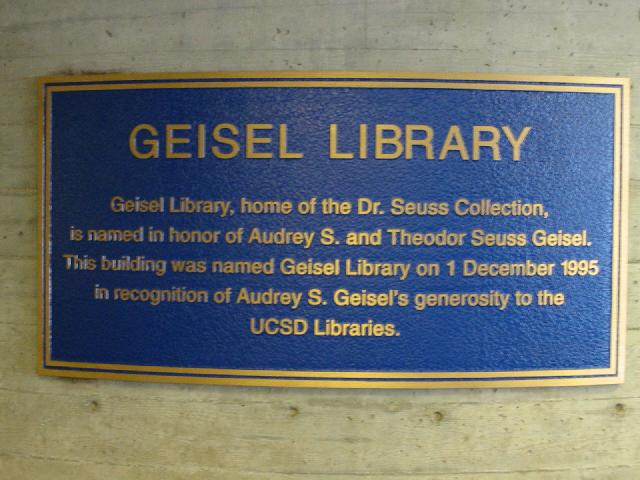 GEISEL LIBRARY
Geisel Library, home of the Dr. Seuss Collection,
is named in honor of Audrey S. and Theodor Seuss Geisel.
This building was named Geisel Library on 1 December 1995
in recognition of Audrey S. Geisel's generosity to the
UCSD Libraries.